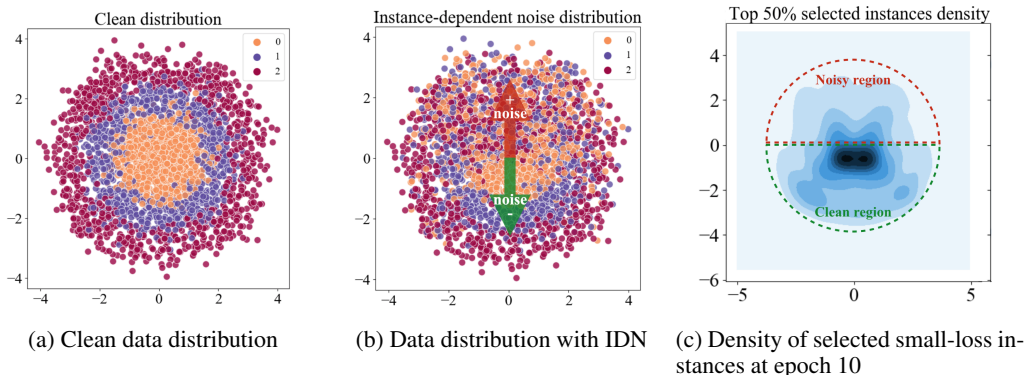 Clean distribution
4
2
0
−2
−4
−4 −2 0 2 4
0
1
2
(a) Clean data distribution
Instance-dependent noise distribution
4
2
0
−2
−4
−4 −2 0 2 4
0
1
2
+
noise
noise
-
(b) Data distribution with IDN
Top 50% selected instances density
6
4
2
0
−2
−4
−6
−5 0 5
Noisy region
Clean region
(c) Density of selected small-loss in-
stances at epoch 10